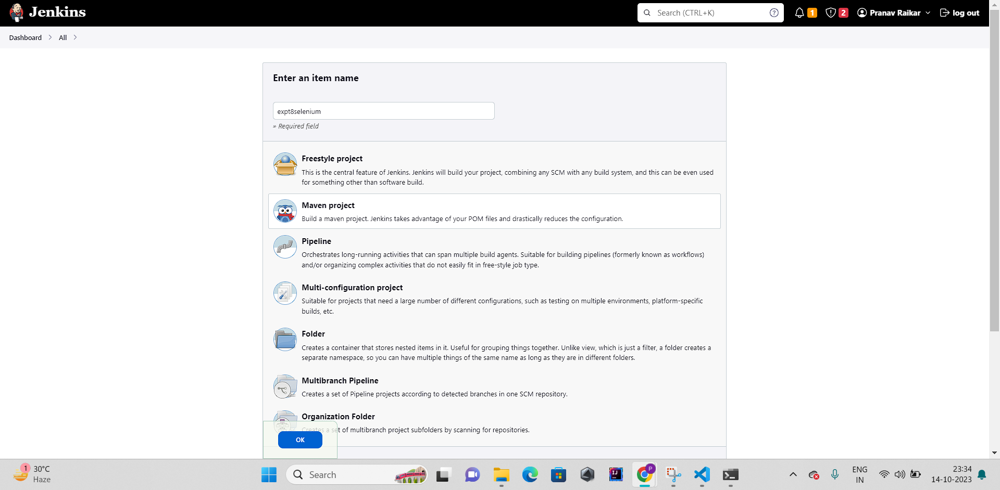 Jenkins
Search (CTRL+K)
1
2
Pranav Raikar
log out
Dashboard
All
Enter an item name
expt8selenium
» Required field
Freestyle project
This is the central feature of Jenkins. Jenkins will build your project, combining any SCM with any build system, and this can be even used
for something other than software build.
Maven project
Build a maven project. Jenkins takes advantage of your POM files and drastically reduces the configuration.
Pipeline
Orchestrates long-running activities that can span multiple build agents. Suitable for building pipelines (formerly known as workflows)
and/or organizing complex activities that do not easily fit in free-style job type.
Multi-configuration project
Suitable for projects that need a large number of different configurations, such as testing on multiple environments, platform-specific
builds, etc.
Folder
Creates a container that stores nested items in it. Useful for grouping things together. Unlike view, which is just a filter, a folder creates a
separate namespace, so you can have multiple things of the same name as long as they are in different folders.
Multibranch Pipeline
Creates a set of Pipeline projects according to detected branches in one SCM repository.
Organization Folder
Creates a set of multibranch project subfolders by scanning for repositories.
OK
1
30°C
Haze
Search
IJ
P
ENG
IN
23:34
14-10-2023